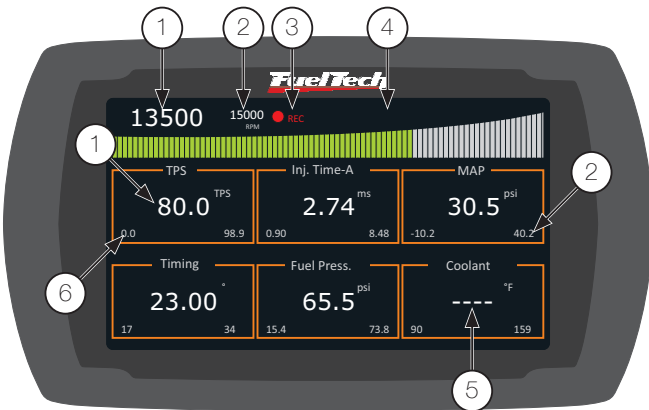 1 2 3 4
FuelTech
13500 15000 RPM REC
1
TPS Inj. Time-A MAP
2
80.0 TPS 2.74 ms 30.5 psi
0.0 98.9 0.90 8.48 -10.2 40.2
6
Timing Fuel Press. Coolant
23.00 ° 65.5 psi ---- °F
17 34 15.4 73.8 90 159
5